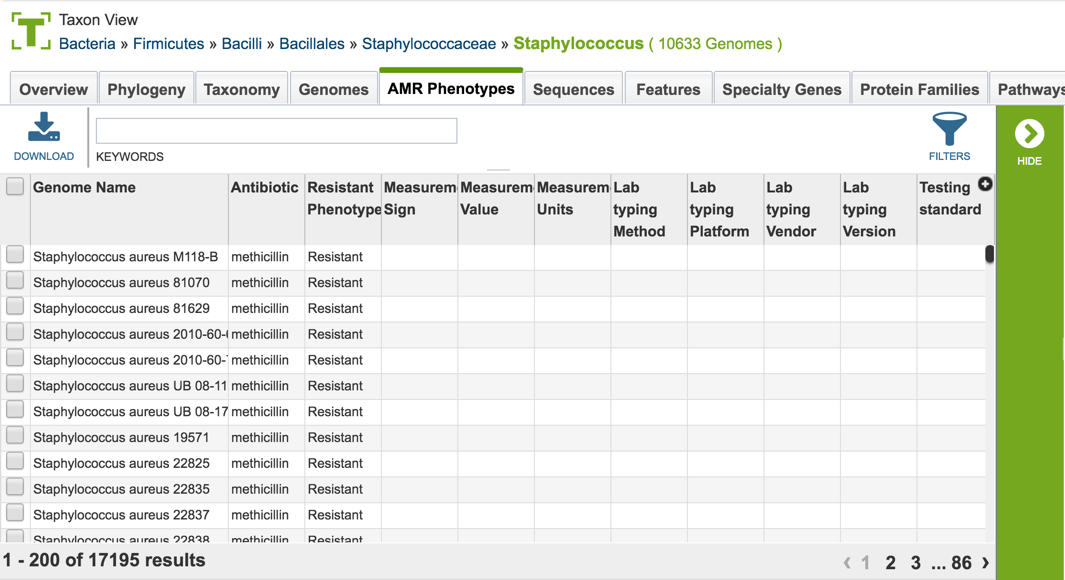 Taxon View
Bacteria » Firmicutes » Bacilli » Bacillales » Staphylococcaceae » Staphylococcus ( 10633 Genomes )
Overview Phylogeny Taxonomy Genomes AMR Phenotypes Sequences Features Specialty Genes Protein Families Pathways
DOWNLOAD KEYWORDS FILTERS HIDE
Genome Name Antibiotic Resistant Measurem Measurem Measurem Lab Lab Lab Lab Testing
Phenotype Sign Value Units typing typing typing typing standard
Method Platform Vendor Version
Staphylococcus aureus M118-B methicillin Resistant
Staphylococcus aureus 81070 methicillin Resistant
Staphylococcus aureus 81629 methicillin Resistant
Staphylococcus aureus 2010-60- methicillin Resistant
Staphylococcus aureus 2010-60- methicillin Resistant
Staphylococcus aureus UB 08-11 methicillin Resistant
Staphylococcus aureus UB 08-17 methicillin Resistant
Staphylococcus aureus 19571 methicillin Resistant
Staphylococcus aureus 22825 methicillin Resistant
Staphylococcus aureus 22835 methicillin Resistant
Staphylococcus aureus 22837 methicillin Resistant
Staphylococcus aureus 22838 methicillin Resistant
1 - 200 of 17195 results ‹ 1 2 3 ... 86 ›